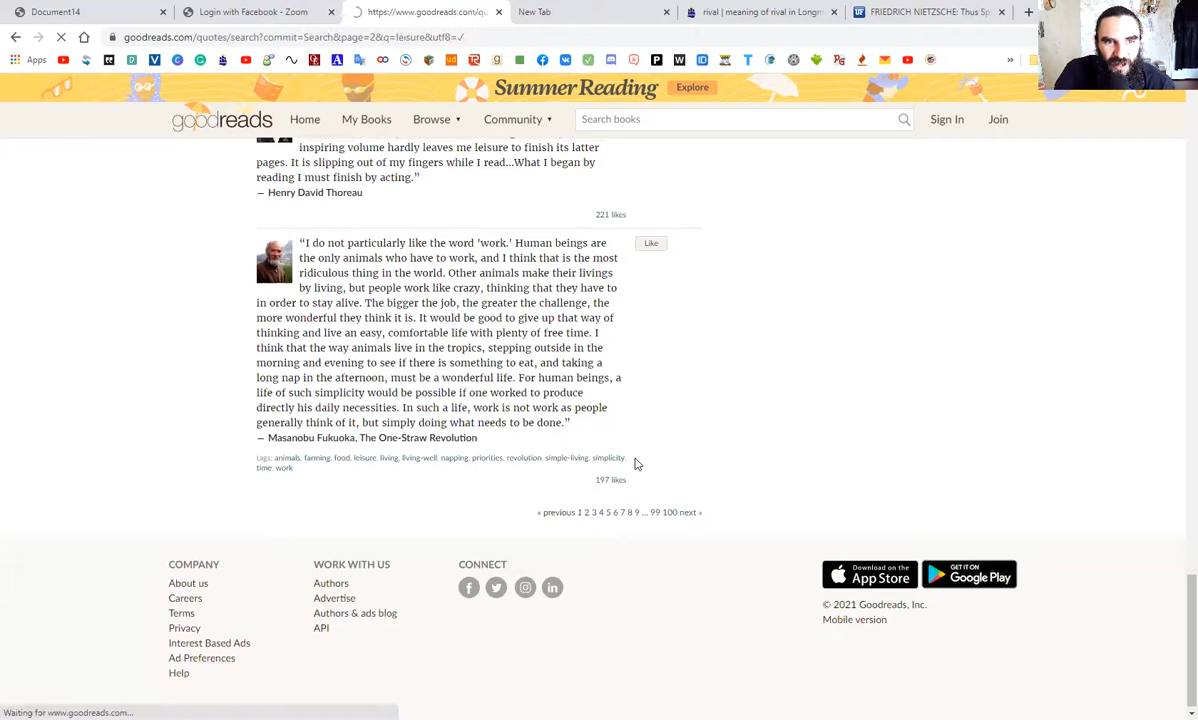 Document14
Login with Facebook - Zoom
https://www.goodreads.com/qu
New Tab
rival | meaning of rival in Longm
FRIEDRICH NIETZSCHE: Thus Sp
goodreads.com/quotes/search?commit=Search&page=2&q=leisure&utf8=✓
Apps
Summer Reading Explore
goodreads Home My Books Browse ▾ Community ▾ Search books Sign In Join
inspiring volume hardly leaves me leisure to finish its latter
pages. It is slipping out of my fingers while I read...What I began by
reading I must finish by acting.”
― Henry David Thoreau
221 likes
“I do not particularly like the word 'work.' Human beings are
the only animals who have to work, and I think that is the most
ridiculous thing in the world. Other animals make their livings
by living, but people work like crazy, thinking that they have to
in order to stay alive. The bigger the job, the greater the challenge, the
more wonderful they think it is. It would be good to give up that way of
thinking and live an easy, comfortable life with plenty of free time. I
think that the way animals live in the tropics, stepping outside in the
morning and evening to see if there is something to eat, and taking a
long nap in the afternoon, must be a wonderful life. For human beings, a
life of such simplicity would be possible if one worked to produce
directly his daily necessities. In such a life, work is not work as people
generally think of it, but simply doing what needs to be done.”
― Masanobu Fukuoka, The One-Straw Revolution
Like
tags: animals, farming, food, leisure, living, living-well, napping, priorities, revolution, simple-living, simplicity,
time, work
197 likes
« previous 1 2 3 4 5 6 7 8 9 … 99 100 next »
COMPANY
About us
Careers
Terms
Privacy
Interest Based Ads
Ad Preferences
Help
WORK WITH US
Authors
Advertise
Authors & ads blog
API
CONNECT
Download on the
App Store
GET IT ON
Google Play
© 2021 Goodreads, Inc.
Mobile version
Waiting for www.goodreads.com...